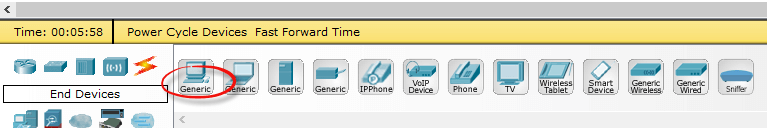 Time: 00:05:58 Power Cycle Devices Fast Forward Time
End Devices
Generic Generic Generic Generic IPPhone VoIP Device Phone TV Wireless Tablet Smart Device Generic Wireless Generic Wired Sniffer